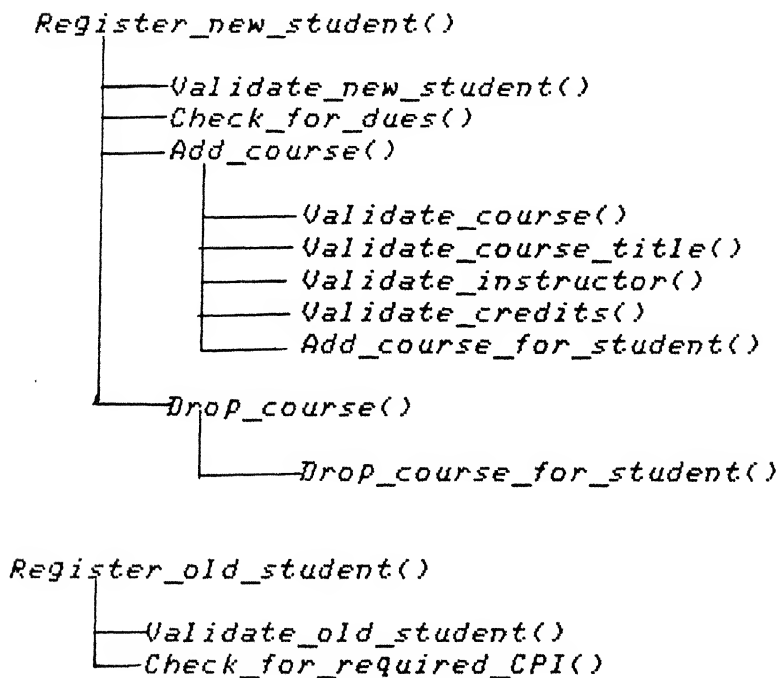 Register_new_student()
Validate_new_student()
Check_for_dues()
Add_course()
Validate_course()
Validate_course_title()
Validate_instructor()
Validate_credits()
Add_course_for_student()
Drop_course()
Drop_course_for_student()
Register_old_student()
Validate_old_student()
Check_for_required_CPI()